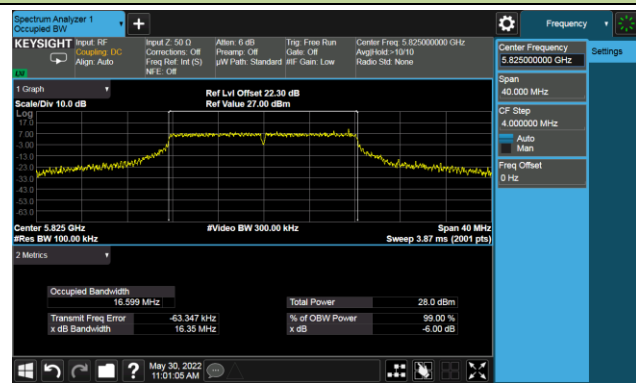 Spectrum Analyzer 1
Occupied BW
+
Frequency
KEYSIGHT
Input: RF
Coupling: DC
Align: Auto
Input Z: 50 Ω
Corrections: Off
Freq Ref: Int (S)
NFE: Off
Atten: 6 dB
Preamp: Off
µW Path: Standard
Trig: Free Run
Gate: Off
#IF Gain: Low
Center Freq: 5.825000000 GHz
Avg|Hold:>10/10
Radio Std: None
Center Frequency
5.825000000 GHz
Settings
Span
40.000 MHz
CF Step
4.000000 MHz
Auto
Man
Freq Offset
0 Hz
1 Graph
Scale/Div 10.0 dB
Ref Lvl Offset 22.30 dB
Ref Value 27.00 dBm
Log
17.0
7.00
-3.00
-13.0
-23.0
-33.0
-43.0
-53.0
-63.0
Center 5.825 GHz
#Res BW 100.00 kHz
#Video BW 300.00 kHz
Span 40 MHz
Sweep 3.87 ms (2001 pts)
2 Metrics
Occupied Bandwidth
16.599 MHz
Total Power 28.0 dBm
Transmit Freq Error -63.347 kHz
x dB Bandwidth 16.35 MHz
% of OBW Power 99.00 %
x dB -6.00 dB
?
May 30, 2022
11:01:05 AM